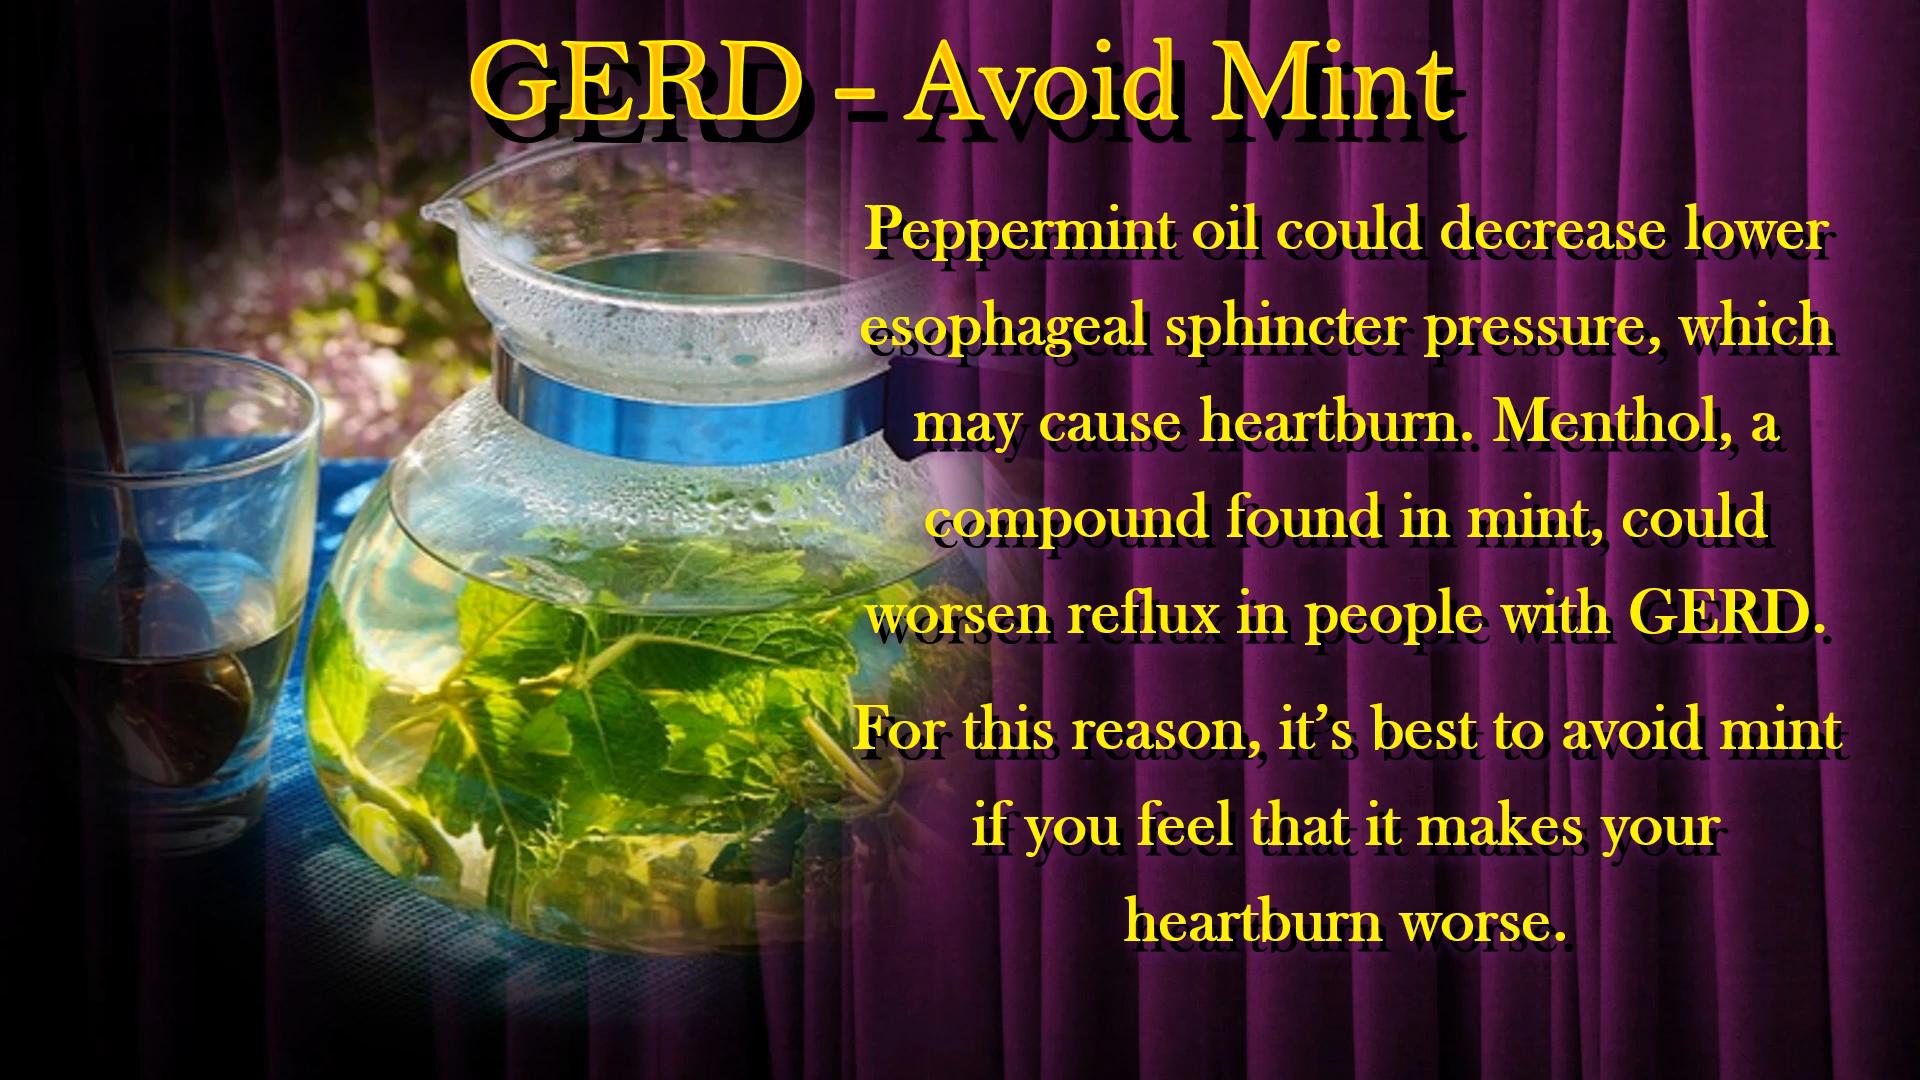 GERD - Avoid Mint
Peppermint oil could decrease lower
esophageal sphincter pressure, which
may cause heartburn. Menthol, a
compound found in mint, could
worsen reflux in people with GERD.
For this reason, it’s best to avoid mint
if you feel that it makes your
heartburn worse.